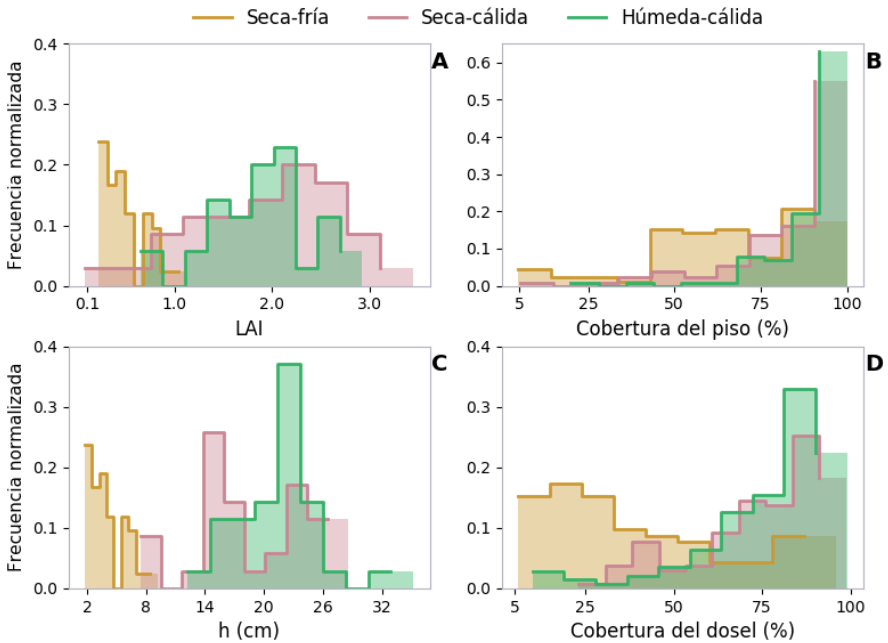 Seca-fría Seca-cálida Húmeda-cálida
A
B
Frecuencia normalizada
0.4
0.3
0.2
0.1
0.0
0.1 1.0 2.0 3.0
LAI
0.6
0.5
0.4
0.3
0.2
0.1
0.0
5 25 50 75 100
Cobertura del piso (%)
C
D
Frecuencia normalizada
0.4
0.3
0.2
0.1
0.0
2 8 14 20 26 32
h (cm)
0.4
0.3
0.2
0.1
0.0
5 25 50 75 100
Cobertura del dosel (%)